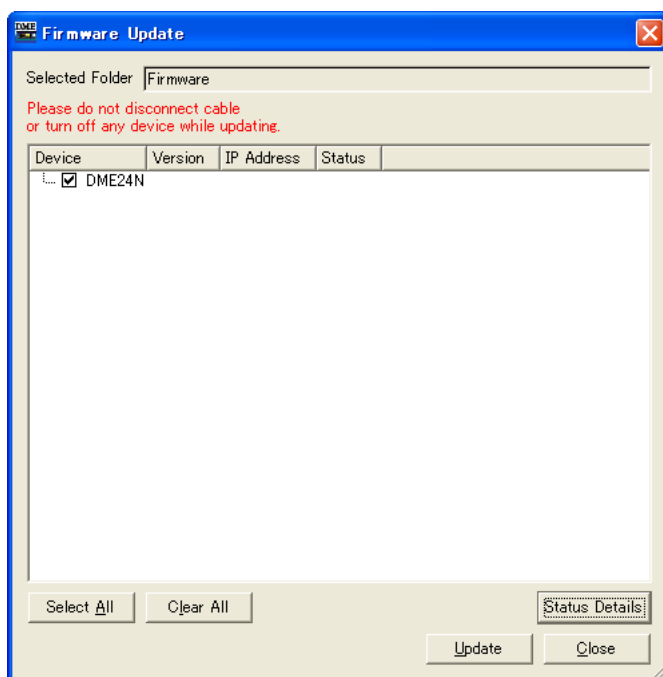 DME Firmware Update
Selected Folder Firmware
Please do not disconnect cable
or turn off any device while updating.
Device Version IP Address Status
DME24N
Select All Clear All Status Details
Update Close